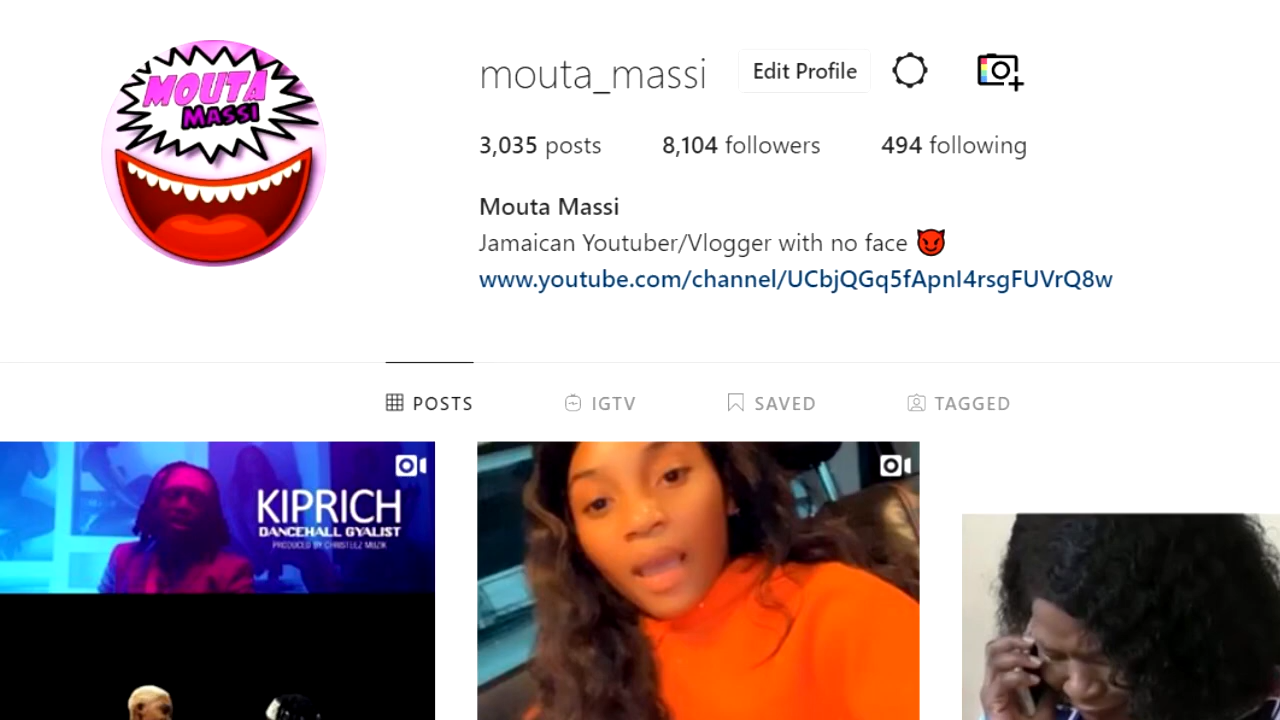 MOUTA
MASSI
mouta_massi
Edit Profile
3,035 posts 8,104 followers 494 following
Mouta Massi
Jamaican Youtuber/Vlogger with no face 😈
www.youtube.com/channel/UCbjQGq5fApnI4rsgFUVrQ8w
POSTS IGTV SAVED TAGGED
KIPRICH
DANCEHALL GYALIST
PRODUCED BY CHRISTEEZ MUZIK